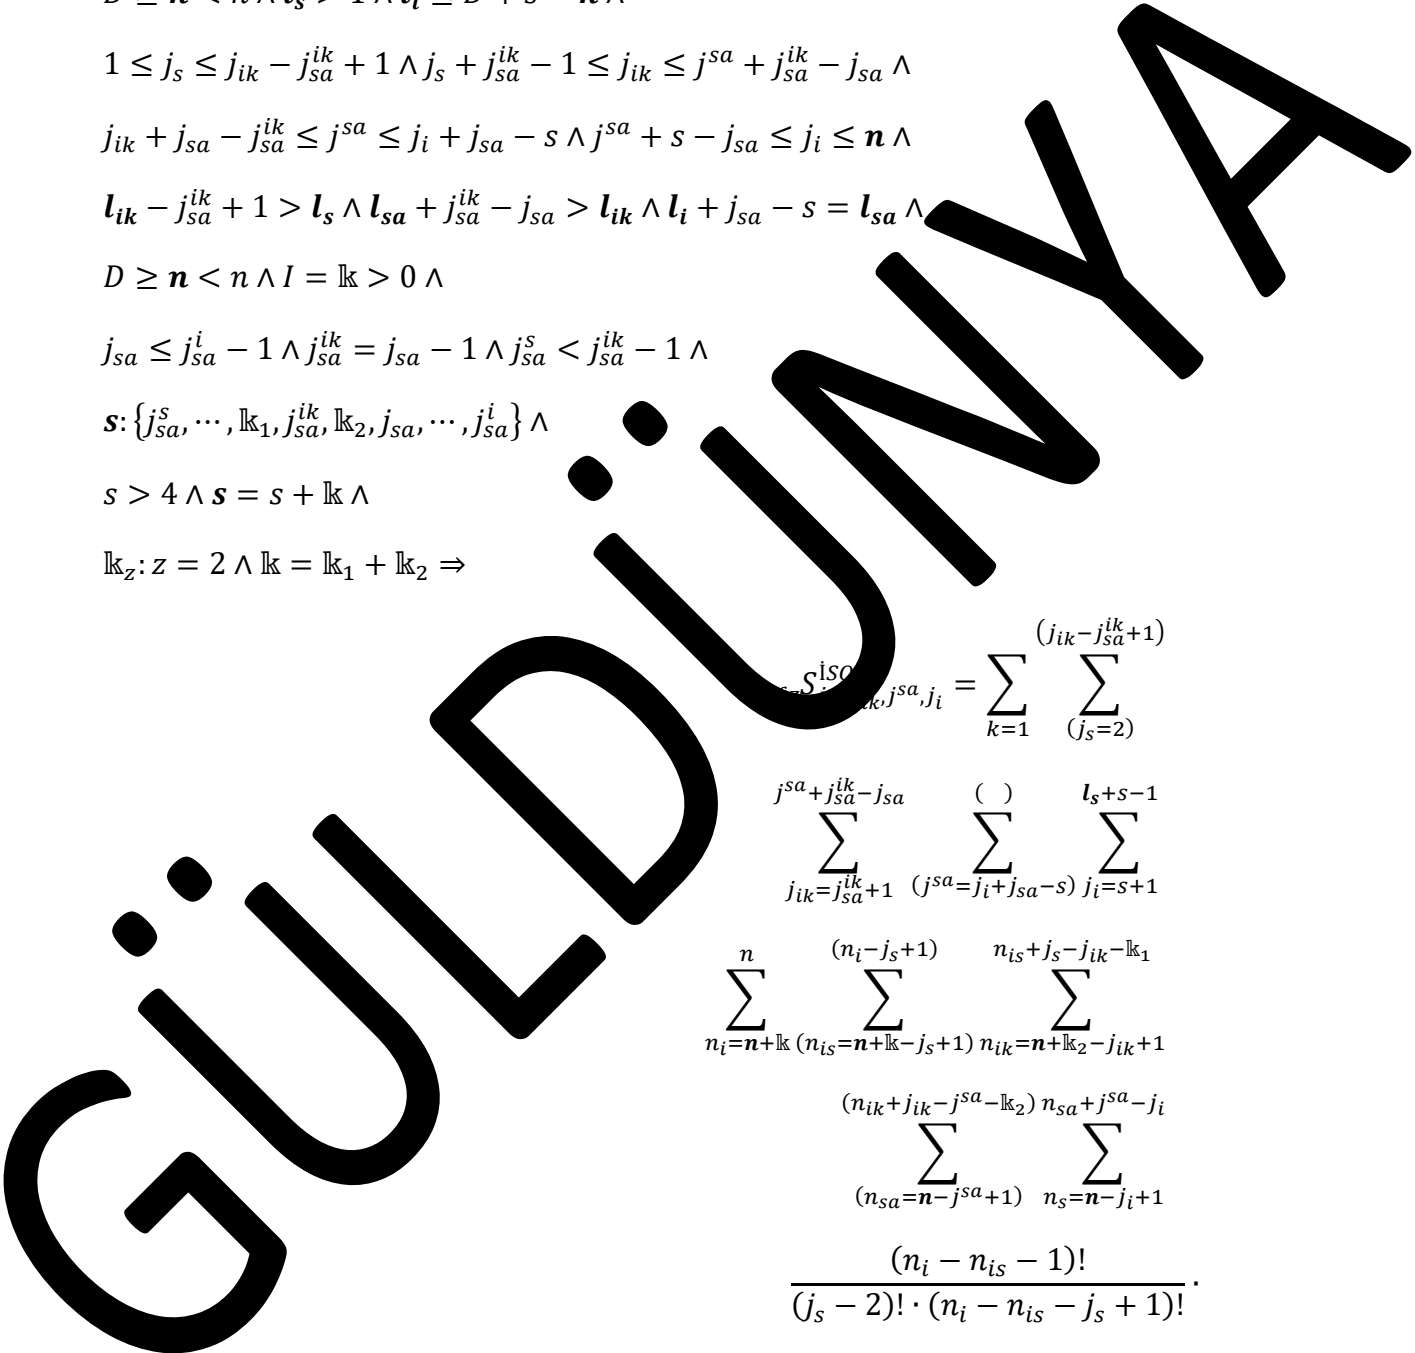 1 ≤ j_s ≤ j_{ik} − j_{sa}^{ik} + 1 ∧ j_s + j_{sa}^{ik} − 1 ≤ j_{ik} ≤ j^{sa} + j_{sa}^{ik} − j_{sa} ∧
j_{ik} + j_{sa} − j_{sa}^{ik} ≤ j^{sa} ≤ j_i + j_{sa} − s ∧ j^{sa} + s − j_{sa} ≤ j_i ≤ n ∧
l_{ik} − j_{sa}^{ik} + 1 > l_s ∧ l_{sa} + j_{sa}^{ik} − j_{sa} > l_{ik} ∧ l_i + j_{sa} − s = l_{sa} ∧
D ≥ n < n ∧ I = 𝕜 > 0 ∧
j_{sa} ≤ j_{sa}^{i} − 1 ∧ j_{sa}^{ik} = j_{sa} − 1 ∧ j_{sa}^{s} < j_{sa}^{ik} − 1 ∧
s: {j_{sa}^{s}, ⋯, 𝕜_1, j_{sa}^{ik}, 𝕜_2, j_{sa}, ⋯, j_{sa}^{i}} ∧
s > 4 ∧ s = s + 𝕜 ∧
𝕜_z: z = 2 ∧ 𝕜 = 𝕜_1 + 𝕜_2 ⇒
j^{sa}, j_i = ∑_{k=1} ∑_{(j_s=2)}^{(j_{ik}−j_{sa}^{ik}+1)}
∑_{j_{ik}=j_{sa}^{ik}+1}^{j^{sa}+j_{sa}^{ik}−j_{sa}} ∑_{(j^{sa}=j_i+j_{sa}−s)}^{( )} ∑_{j_i=s+1}^{l_s+s−1}
∑_{n_i=n+𝕜}^{n} ∑_{(n_{is}=n+𝕜−j_s+1)}^{(n_i−j_s+1)} ∑_{n_{ik}=n+𝕜_2−j_{ik}+1}^{n_{is}+j_s−j_{ik}−𝕜_1}
∑_{(n_{sa}=n−j^{sa}+1)}^{(n_{ik}+j_{ik}−j^{sa}−𝕜_2)} ∑_{n_s=n−j_i+1}^{n_{sa}+j^{sa}−j_i}
(n_i − n_{is} − 1)!
(j_s − 2)! · (n_i − n_{is} − j_s + 1)! ·
GÜLDÜNYA